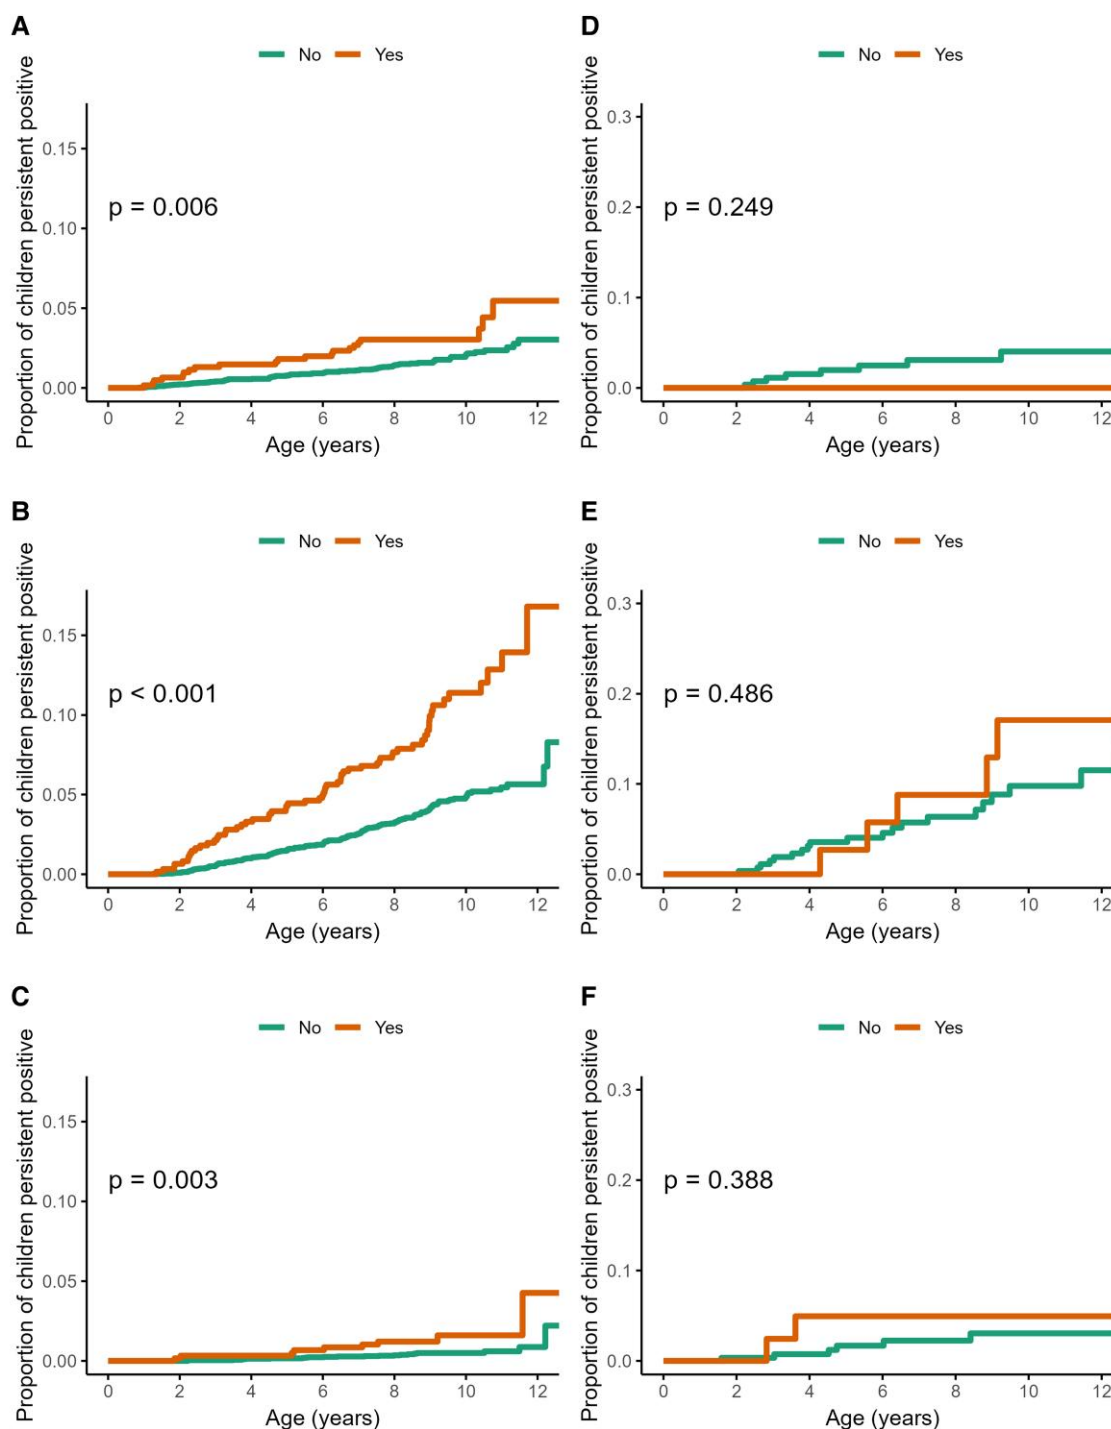 A
No Yes
Proportion of children persistent positive
0.15
0.10
0.05
0.00
p = 0.006
0 2 4 6 8 10 12
Age (years)
D
No Yes
Proportion of children persistent positive
0.3
0.2
0.1
0.0
p = 0.249
0 2 4 6 8 10 12
Age (years)
B
No Yes
Proportion of children persistent positive
0.15
0.10
0.05
0.00
p < 0.001
0 2 4 6 8 10 12
Age (years)
E
No Yes
Proportion of children persistent positive
0.3
0.2
0.1
0.0
p = 0.486
0 2 4 6 8 10 12
Age (years)
C
No Yes
Proportion of children persistent positive
0.15
0.10
0.05
0.00
p = 0.003
0 2 4 6 8 10 12
Age (years)
F
No Yes
Proportion of children persistent positive
0.3
0.2
0.1
0.0
p = 0.388
0 2 4 6 8 10 12
Age (years)